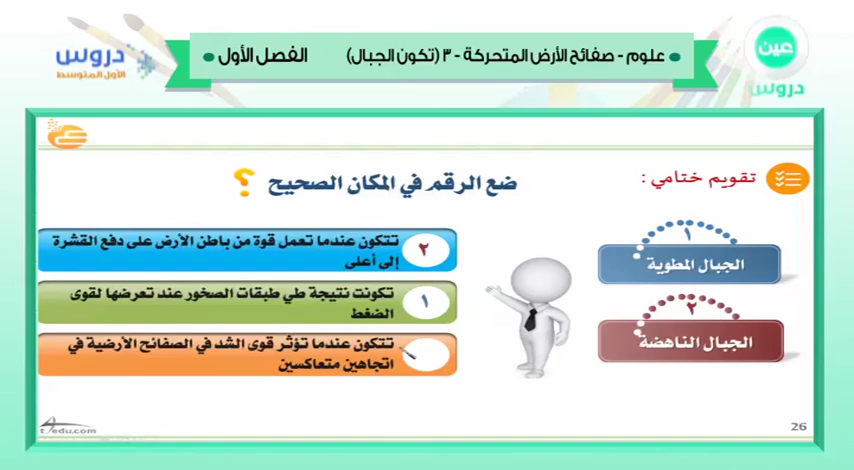 علوم - صفائح الأرض المتحركة - ٣ (تكون الجبال)
الفصل الأول
عين
دروس
دروس
الأول المتوسط
تقويم ختامي :
ضع الرقم في المكان الصحيح ؟
١
الجبال المطوية
٢
الجبال الناهضة
٢
تتكون عندما تعمل قوة من باطن الأرض على دفع القشرة
إلى أعلى
١
تكونت نتيجة طي طبقات الصخور عند تعرضها لقوى
الضغط
تتكون عندما تؤثر قوى الشد في الصفائح الأرضية في
اتجاهين متعاكسين
26